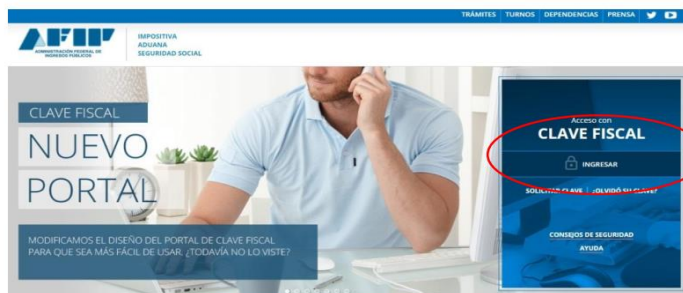 TRÁMITES TURNOS DEPENDENCIAS PRENSA
AFIP
ADMINISTRACIÓN FEDERAL DE
INGRESOS PÚBLICOS
IMPOSITIVA
ADUANA
SEGURIDAD SOCIAL
CLAVE FISCAL
NUEVO
PORTAL
MODIFICAMOS EL DISEÑO DEL PORTAL DE CLAVE FISCAL
PARA QUE SEA MÁS FÁCIL DE USAR. ¿TODAVÍA NO LO VISTE?
Acceso con
CLAVE FISCAL
INGRESAR
SOLICITAR CLAVE | ¿OLVIDÓ SU CLAVE?
CONSEJOS DE SEGURIDAD
AYUDA